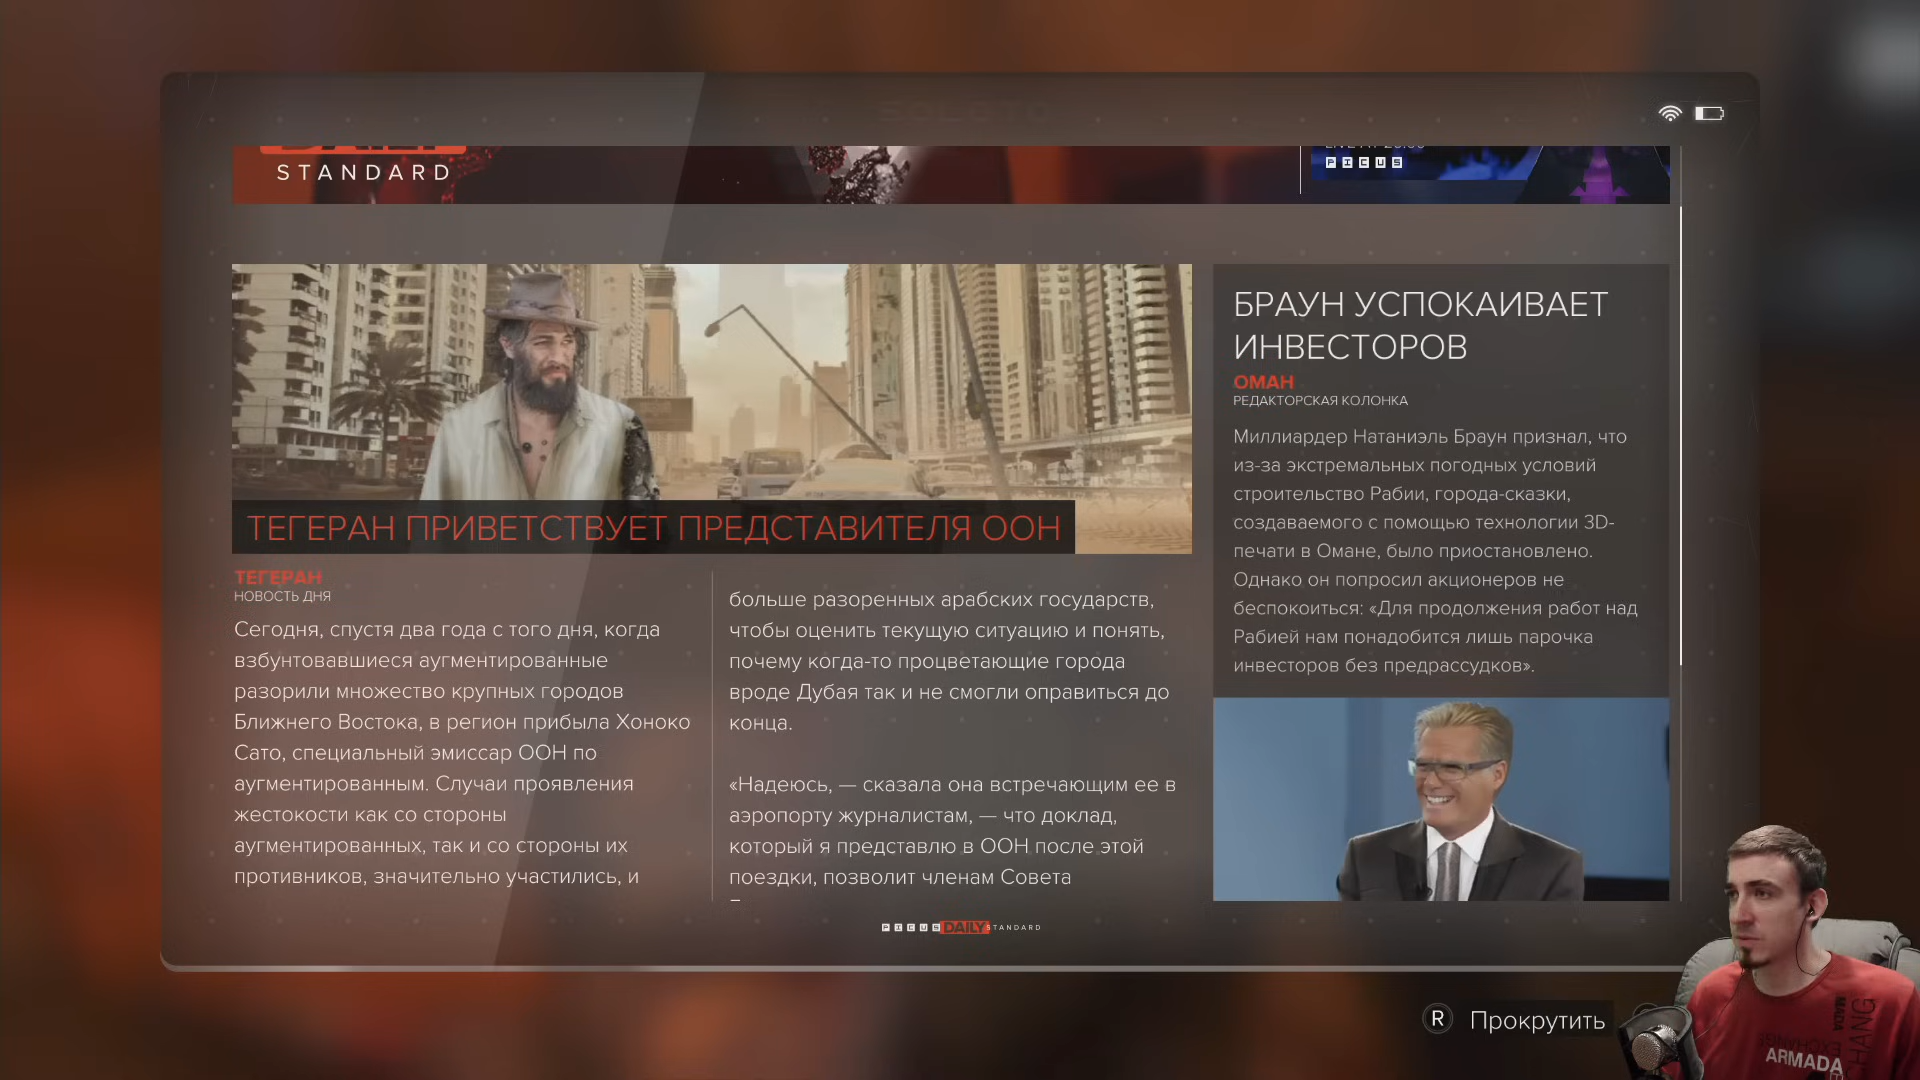 STANDARD
PICUS
ТЕГЕРАН ПРИВЕТСТВУЕТ ПРЕДСТАВИТЕЛЯ ООН
ТЕГЕРАН
НОВОСТЬ ДНЯ
Сегодня, спустя два года с того дня, когда
взбунтовавшиеся аугментированные
разорили множество крупных городов
Ближнего Востока, в регион прибыла Хоноко
Сато, специальный эмиссар ООН по
аугментированным. Случаи проявления
жестокости как со стороны
аугментированных, так и со стороны их
противников, значительно участились, и
больше разоренных арабских государств,
чтобы оценить текущую ситуацию и понять,
почему когда-то процветающие города
вроде Дубая так и не смогли оправиться до
конца.
«Надеюсь, — сказала она встречающим ее в
аэропорту журналистам, — что доклад,
который я представлю в ООН после этой
поездки, позволит членам Совета
БРАУН УСПОКАИВАЕТ
ИНВЕСТОРОВ
ОМАН
РЕДАКТОРСКАЯ КОЛОНКА
Миллиардер Натаниэль Браун признал, что
из-за экстремальных погодных условий
строительство Рабии, города-сказки,
создаваемого с помощью технологии 3D-
печати в Омане, было приостановлено.
Однако он попросил акционеров не
беспокоиться: «Для продолжения работ над
Рабией нам понадобится лишь парочка
инвесторов без предрассудков».
PICUS DAILY STANDARD
R Прокрутить
ARMADA